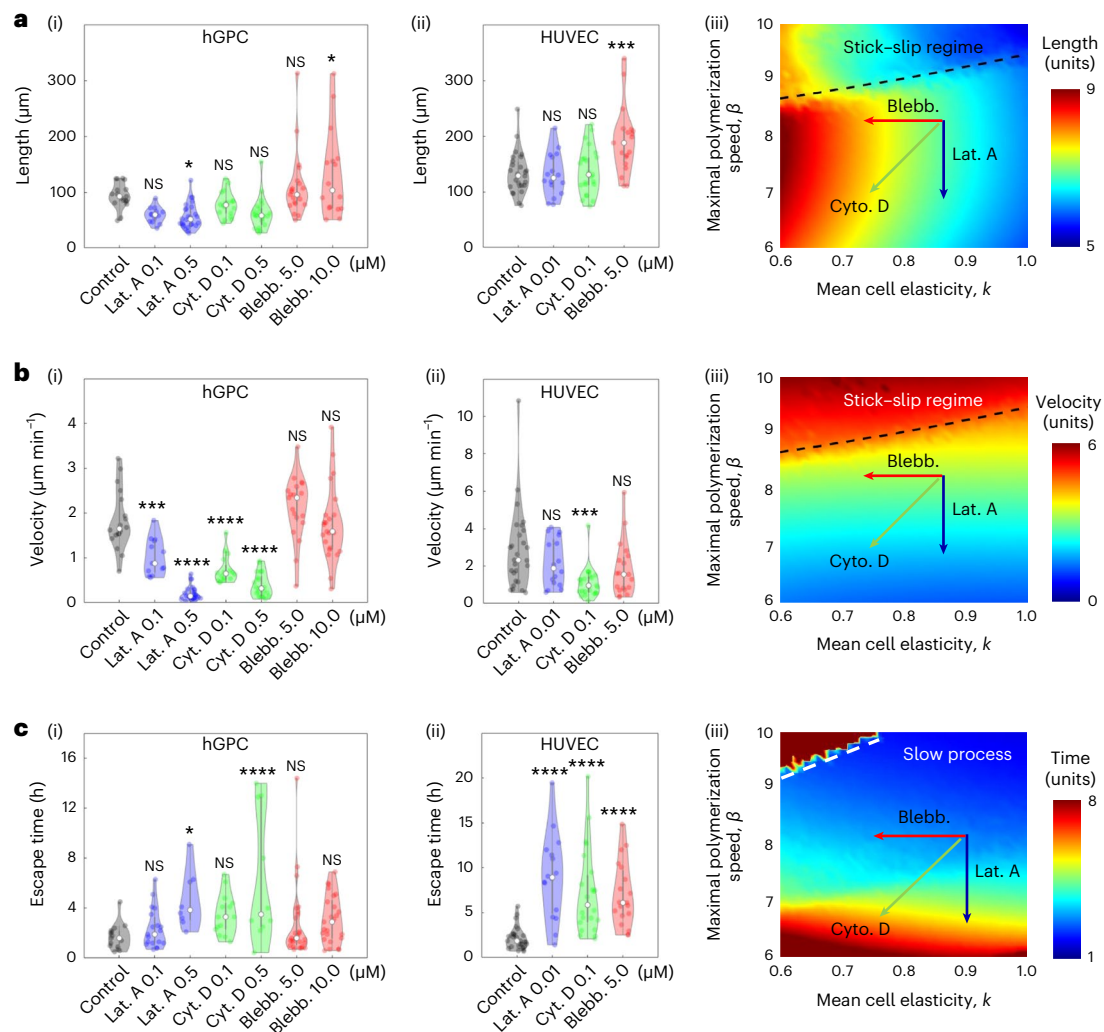 a
(i)
hGPC
Length (µm)
300
200
100
0
NS
*
NS
NS
NS
*
Control
Lat. A 0.1
Lat. A 0.5
Cyt. D 0.1
Cyt. D 0.5
Blebb. 5.0
Blebb. 10.0
(µM)
(ii)
HUVEC
Length (µm)
300
200
100
0
NS
NS
***
Control
Lat. A 0.01
Cyt. D 0.1
Blebb. 5.0
(µM)
(iii)
Maximal polymerization
speed, β
10
9
8
7
6
Stick–slip regime
Blebb.
Lat. A
Cyto. D
0.6
0.7
0.8
0.9
1.0
Mean cell elasticity, k
Length
(units)
9
5
b
(i)
hGPC
Velocity (µm min⁻¹)
4
3
2
1
0
***
****
****
****
NS
NS
Control
Lat. A 0.1
Lat. A 0.5
Cyt. D 0.1
Cyt. D 0.5
Blebb. 5.0
Blebb. 10.0
(µM)
(ii)
HUVEC
Velocity (µm min⁻¹)
10
8
6
4
2
0
NS
***
NS
Control
Lat. A 0.01
Cyt. D 0.1
Blebb. 5.0
(µM)
(iii)
Maximal polymerization
speed, β
10
9
8
7
6
Stick–slip regime
Blebb.
Lat. A
Cyto. D
0.6
0.7
0.8
0.9
1.0
Mean cell elasticity, k
Velocity
(units)
6
0
c
(i)
hGPC
Escape time (h)
16
12
8
4
0
NS
*
NS
****
NS
NS
Control
Lat. A 0.1
Lat. A 0.5
Cyt. D 0.1
Cyt. D 0.5
Blebb. 5.0
Blebb. 10.0
(µM)
(ii)
HUVEC
Escape time (h)
20
15
10
5
0
****
****
****
Control
Lat. A 0.01
Cyt. D 0.1
Blebb. 5.0
(µM)
(iii)
Maximal polymerization
speed, β
10
9
8
7
6
Slow process
Blebb.
Lat. A
Cyto. D
0.6
0.7
0.8
0.9
1.0
Mean cell elasticity, k
Time
(units)
8
1